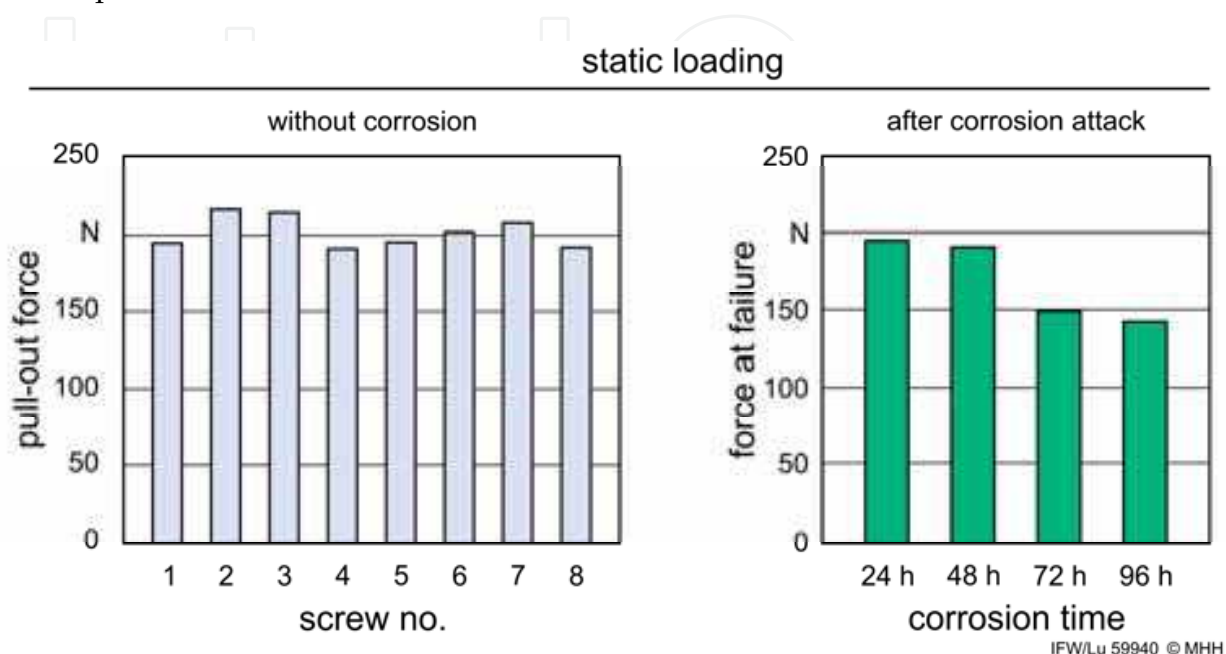 static loading
without corrosion
after corrosion attack
250
N
150
100
50
0
pull-out force
1 2 3 4 5 6 7 8
screw no.
250
N
150
100
50
0
force at failure
24 h 48 h 72 h 96 h
corrosion time
IFW/Lu 59940 © MHH